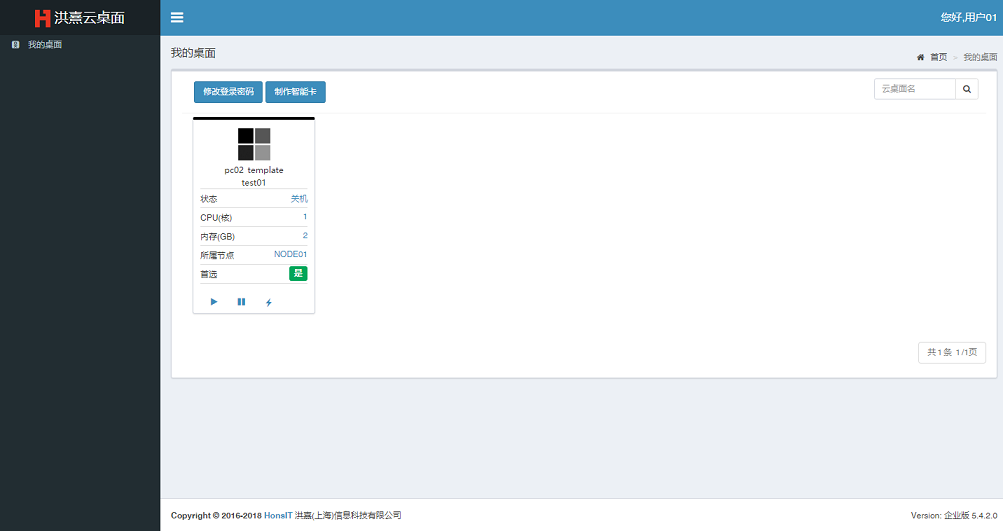 洪熹云桌面
您好,用户01
我的桌面
我的桌面
首页 > 我的桌面
修改登录密码 制作智能卡
云桌面名
pc02_template
test01
状态 关机
CPU(核) 1
内存(GB) 2
所属节点 NODE01
首选 是
共1条 1/1页
Copyright © 2016-2018 HonsIT 洪熹(上海)信息科技有限公司
Version: 企业版 5.4.2.0